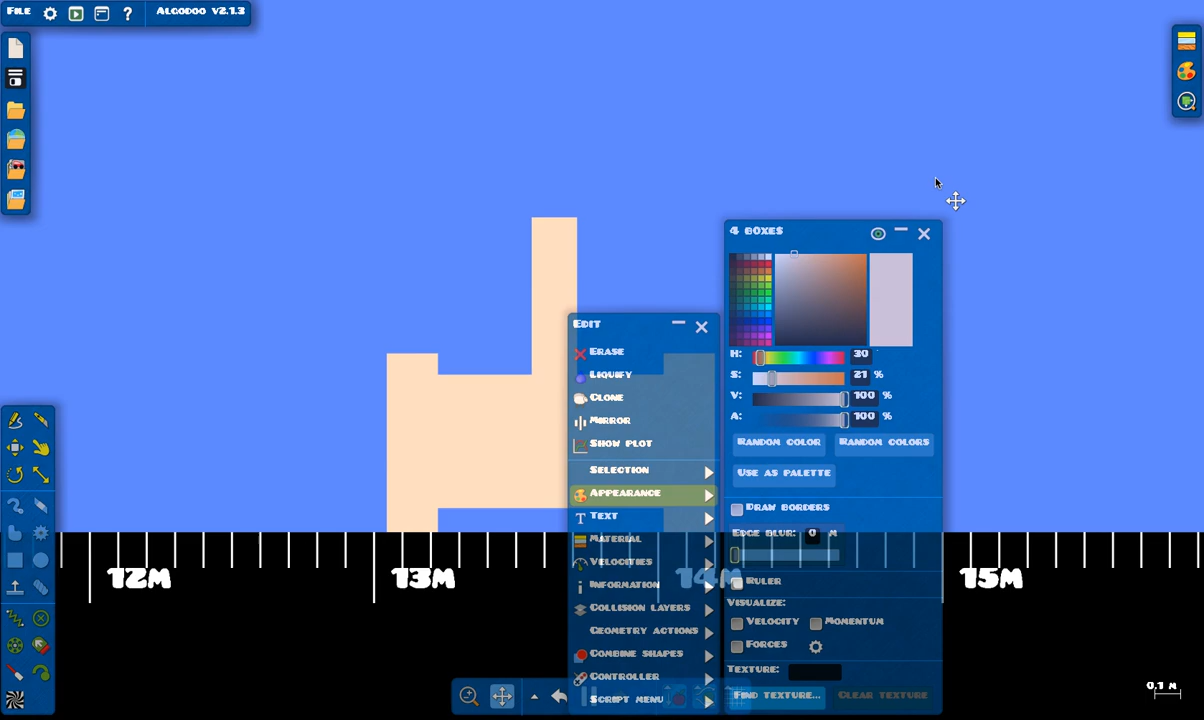 File ? Algodoo v2.1.3
4 boxes
Edit
Erase
Liquify
Clone
Mirror
Show plot
Selection
Appearance
Text
Material
Velocities
Information
Collision layers
Geometry actions
Combine shapes
Controller
Script menu
H: 30 °
S: 21 %
V: 100 %
A: 100 %
Random color Random colors
Use as palette
Draw borders
Edge blur: 0 m
Ruler
Visualize:
Velocity Momentum
Forces
Texture:
Find texture... Clear texture
12m 13m 14m 15m
0.1 m